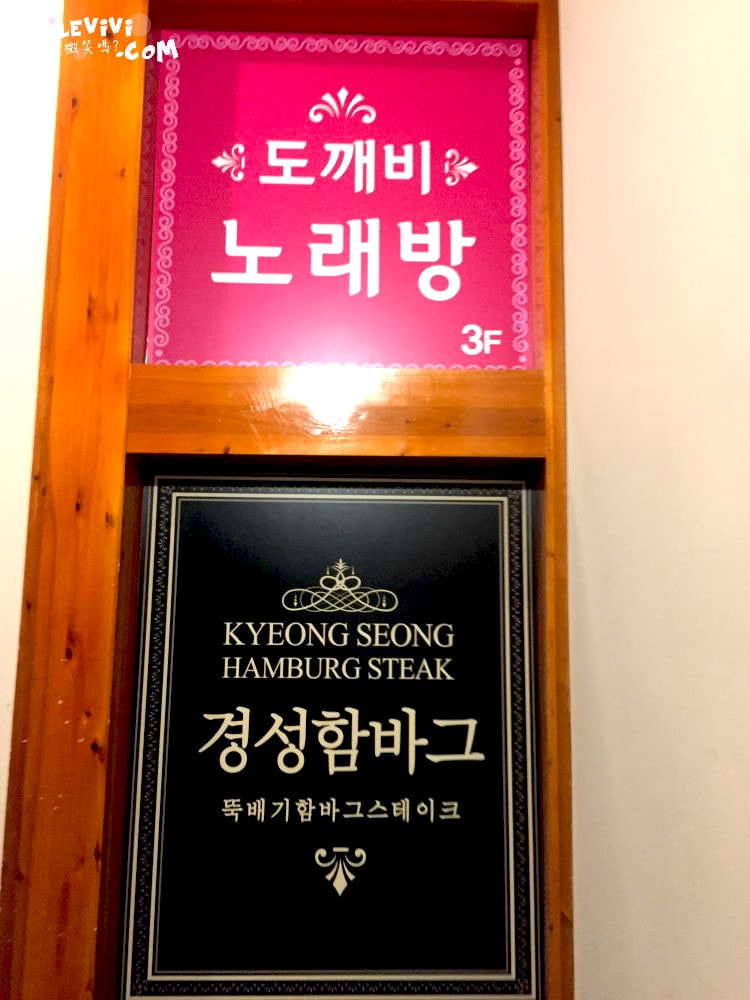 LEVIVI
微笑嗎?
.COM
도깨비
노래방
3F
KYEONG SEONG
HAMBURG STEAK
경성함바그
뚝배기함바그스테이크